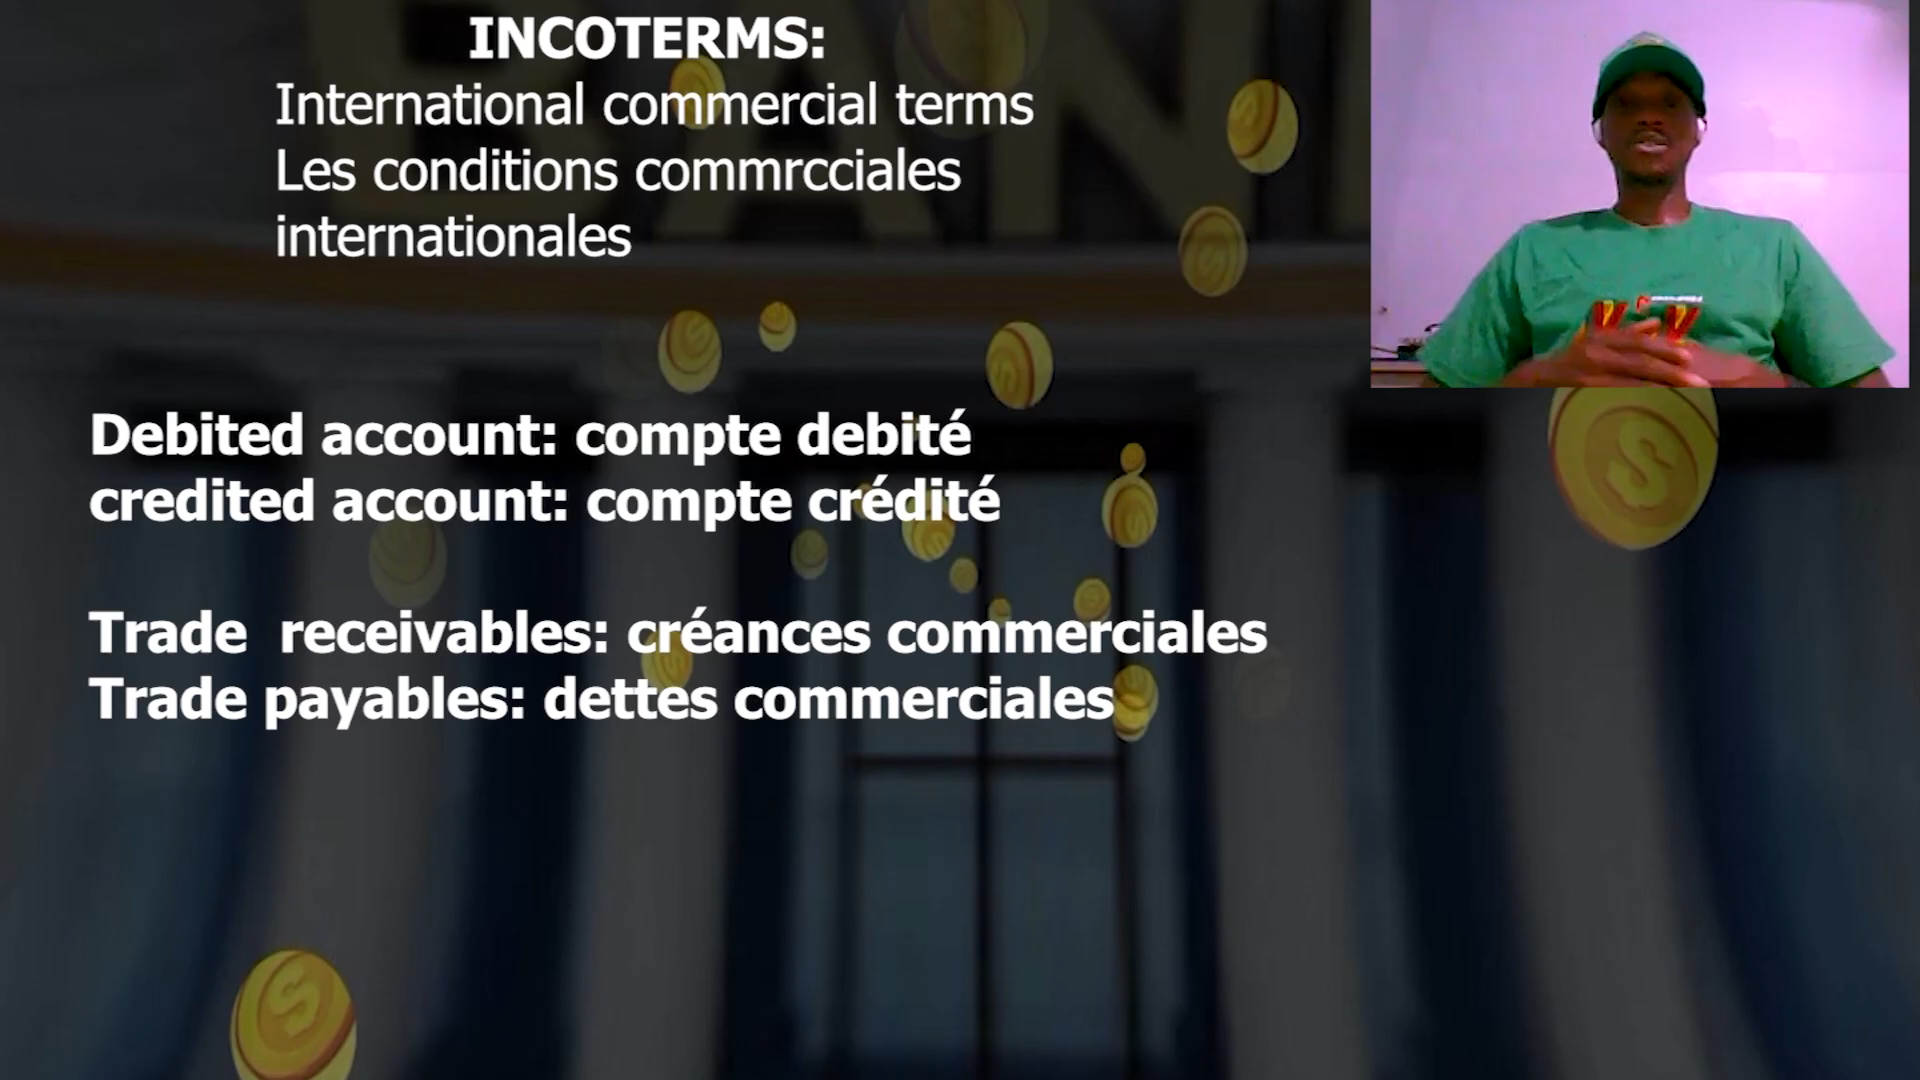 INCOTERMS:
International commercial terms
Les conditions commrcciales
internationales
Debited account: compte debité
credited account: compte crédité
Trade  receivables: créances commerciales
Trade payables: dettes commerciales
BAN